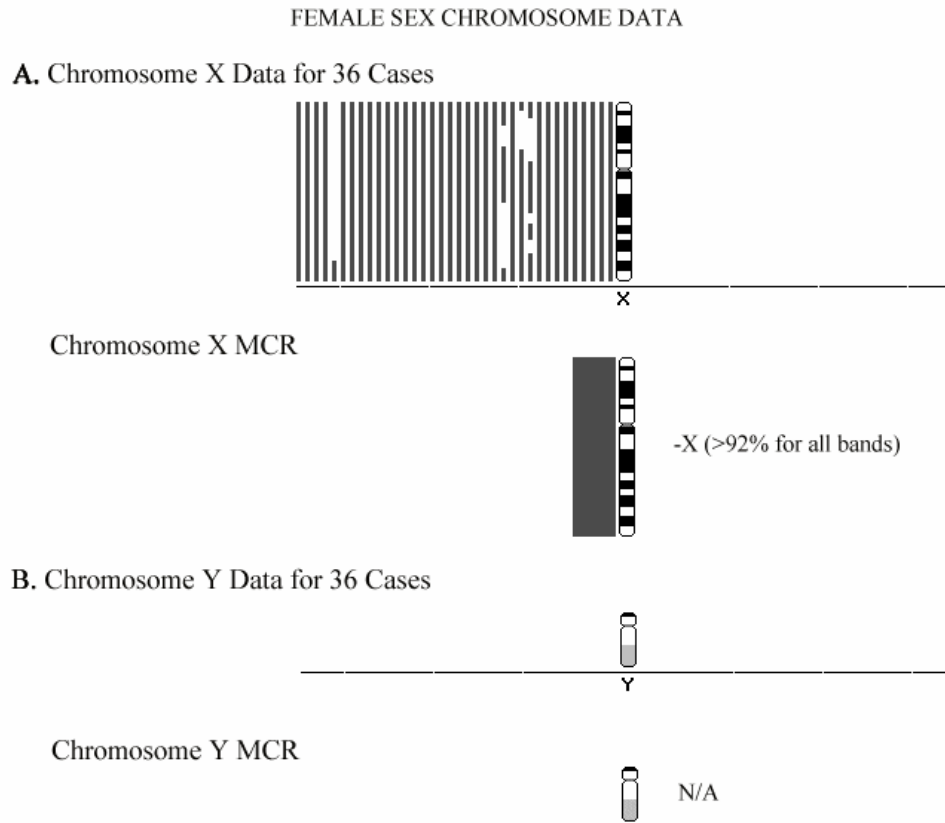 FEMALE SEX CHROMOSOME DATA
A. Chromosome X Data for 36 Cases
X
Chromosome X MCR
-X (>92% for all bands)
B. Chromosome Y Data for 36 Cases
Y
Chromosome Y MCR
N/A